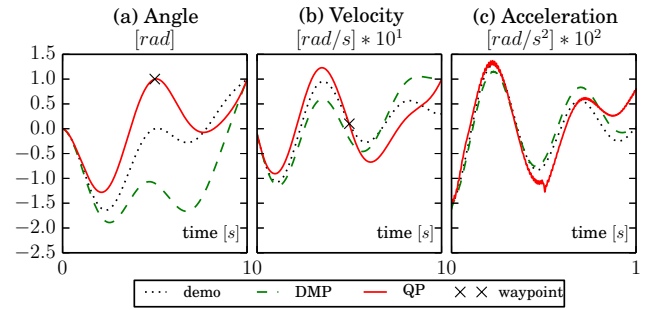 (a) Angle (b) Velocity (c) Acceleration
[rad] [rad/s] ∗ 10¹ [rad/s²] ∗ 10²
1.5
1.0
0.5
0.0
−0.5
−1.0
−1.5
−2.0
−2.5
time [s] time [s] time [s]
0 10 10 1
demo DMP QP waypoint